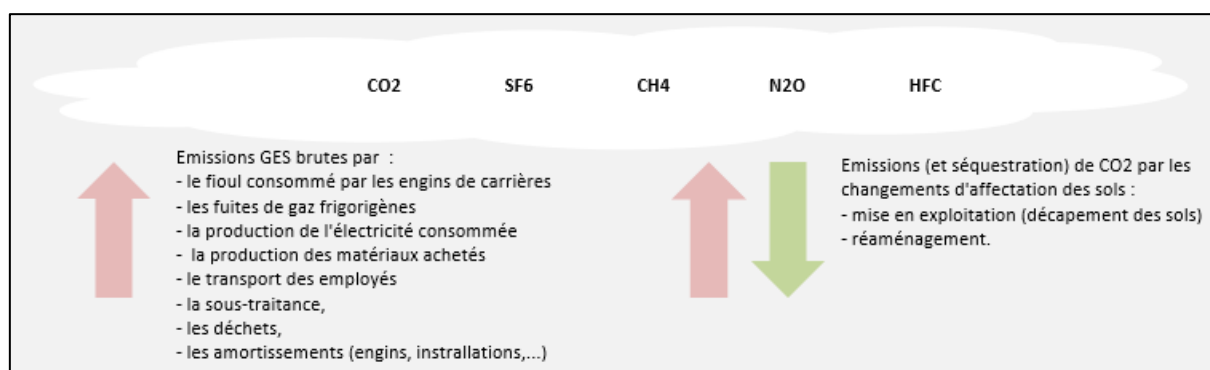 CO2 SF6 CH4 N2O HFC
Emissions GES brutes par :
- le fioul consommé par les engins de carrières
- les fuites de gaz frigorigènes
- la production de l'électricité consommée
- la production des matériaux achetés
- le transport des employés
- la sous-traitance,
- les déchets,
- les amortissements (engins, instrallations,...)
Emissions (et séquestration) de CO2 par les
changements d'affectation des sols :
- mise en exploitation (décapement des sols)
- réaménagement.